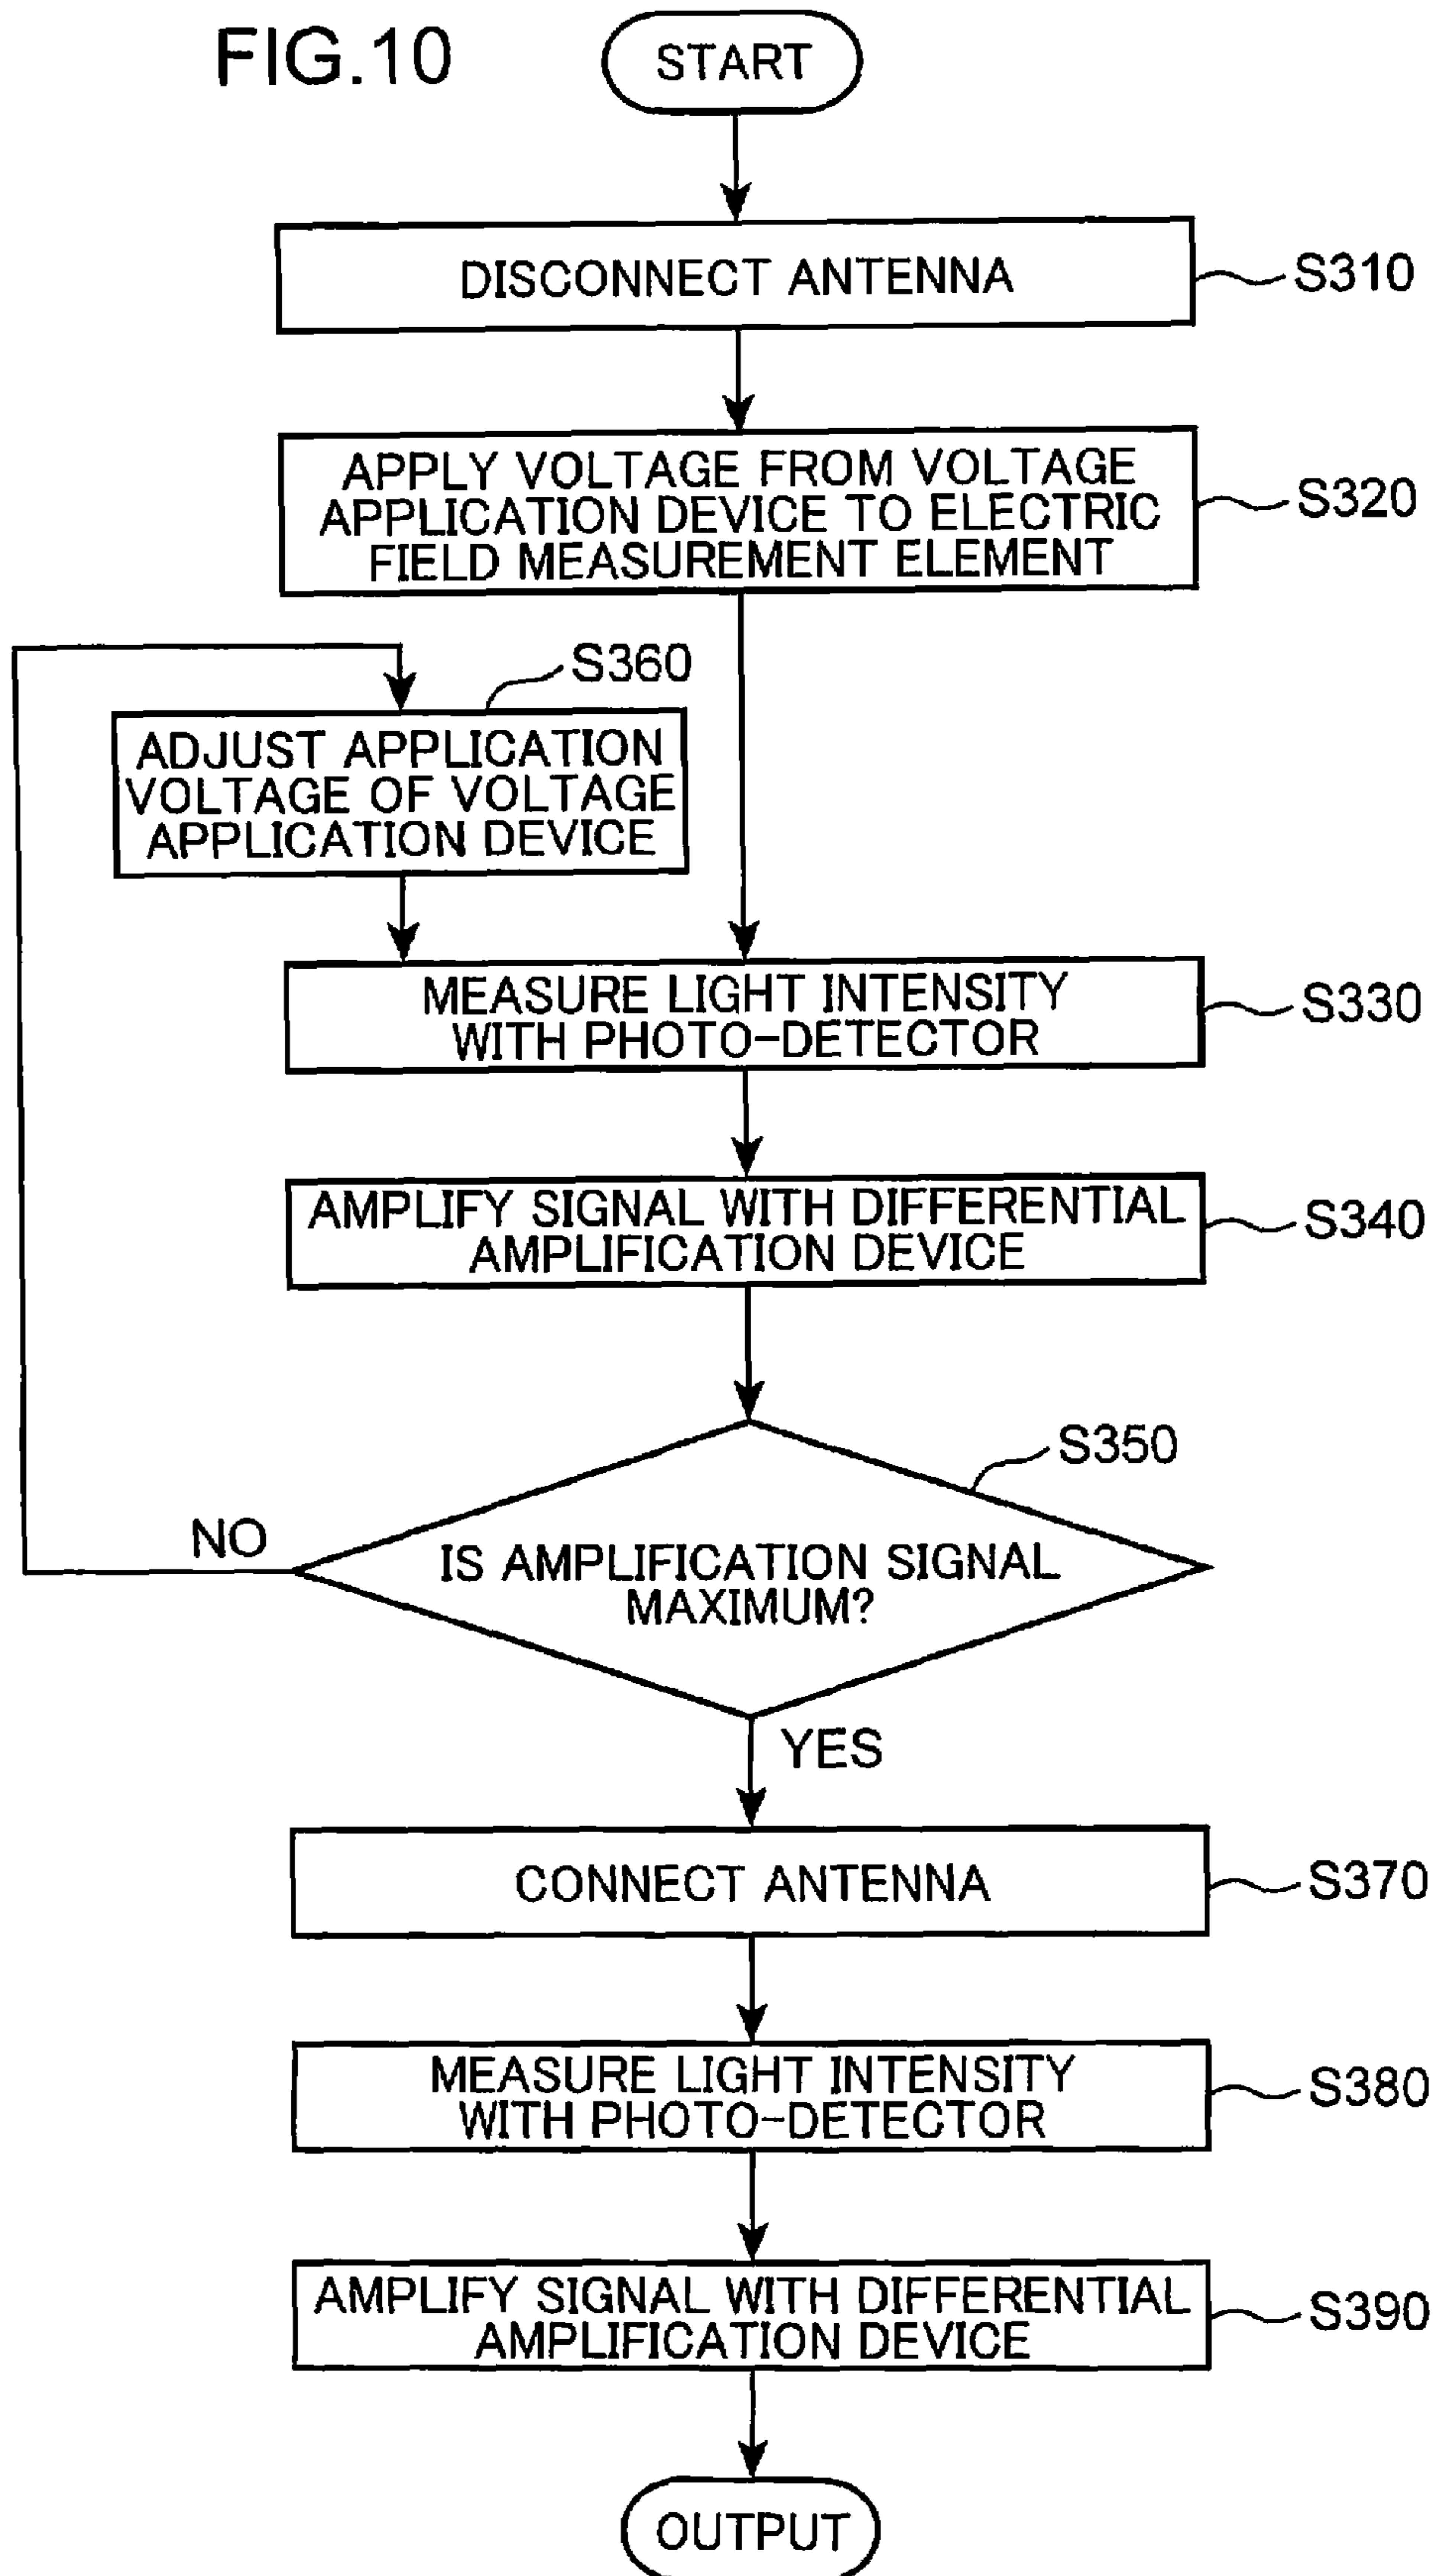 FIG.10
START
DISCONNECT ANTENNA
S310
APPLY VOLTAGE FROM VOLTAGE
APPLICATION DEVICE TO ELECTRIC
FIELD MEASUREMENT ELEMENT
S320
S360
ADJUST APPLICATION
VOLTAGE OF VOLTAGE
APPLICATION DEVICE
MEASURE LIGHT INTENSITY
WITH PHOTO-DETECTOR
S330
AMPLIFY SIGNAL WITH DIFFERENTIAL
AMPLIFICATION DEVICE
S340
S350
NO
IS AMPLIFICATION SIGNAL
MAXIMUM?
YES
CONNECT ANTENNA
S370
MEASURE LIGHT INTENSITY
WITH PHOTO-DETECTOR
S380
AMPLIFY SIGNAL WITH DIFFERENTIAL
AMPLIFICATION DEVICE
S390
OUTPUT